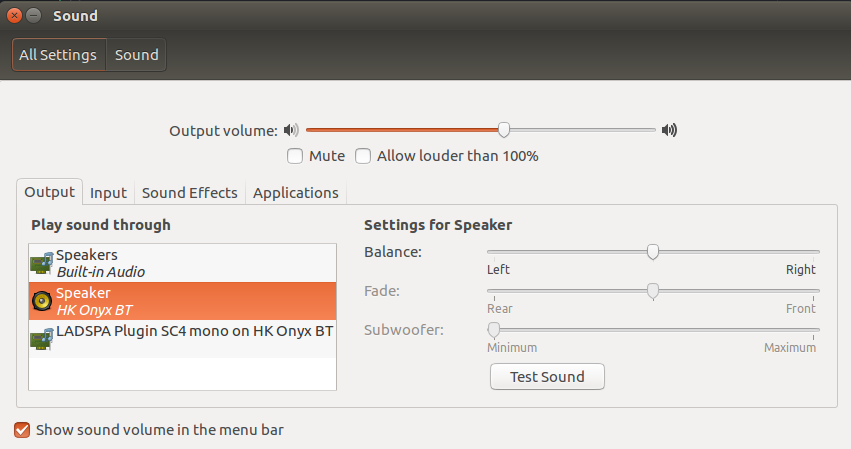 Sound
All Settings Sound
Output volume:
Mute Allow louder than 100%
Output Input Sound Effects Applications
Play sound through
Speakers
Built-in Audio
Speaker
HK Onyx BT
LADSPA Plugin SC4 mono on HK Onyx BT
Settings for Speaker
Balance:
Left Right
Fade:
Rear Front
Subwoofer:
Minimum Maximum
Test Sound
Show sound volume in the menu bar